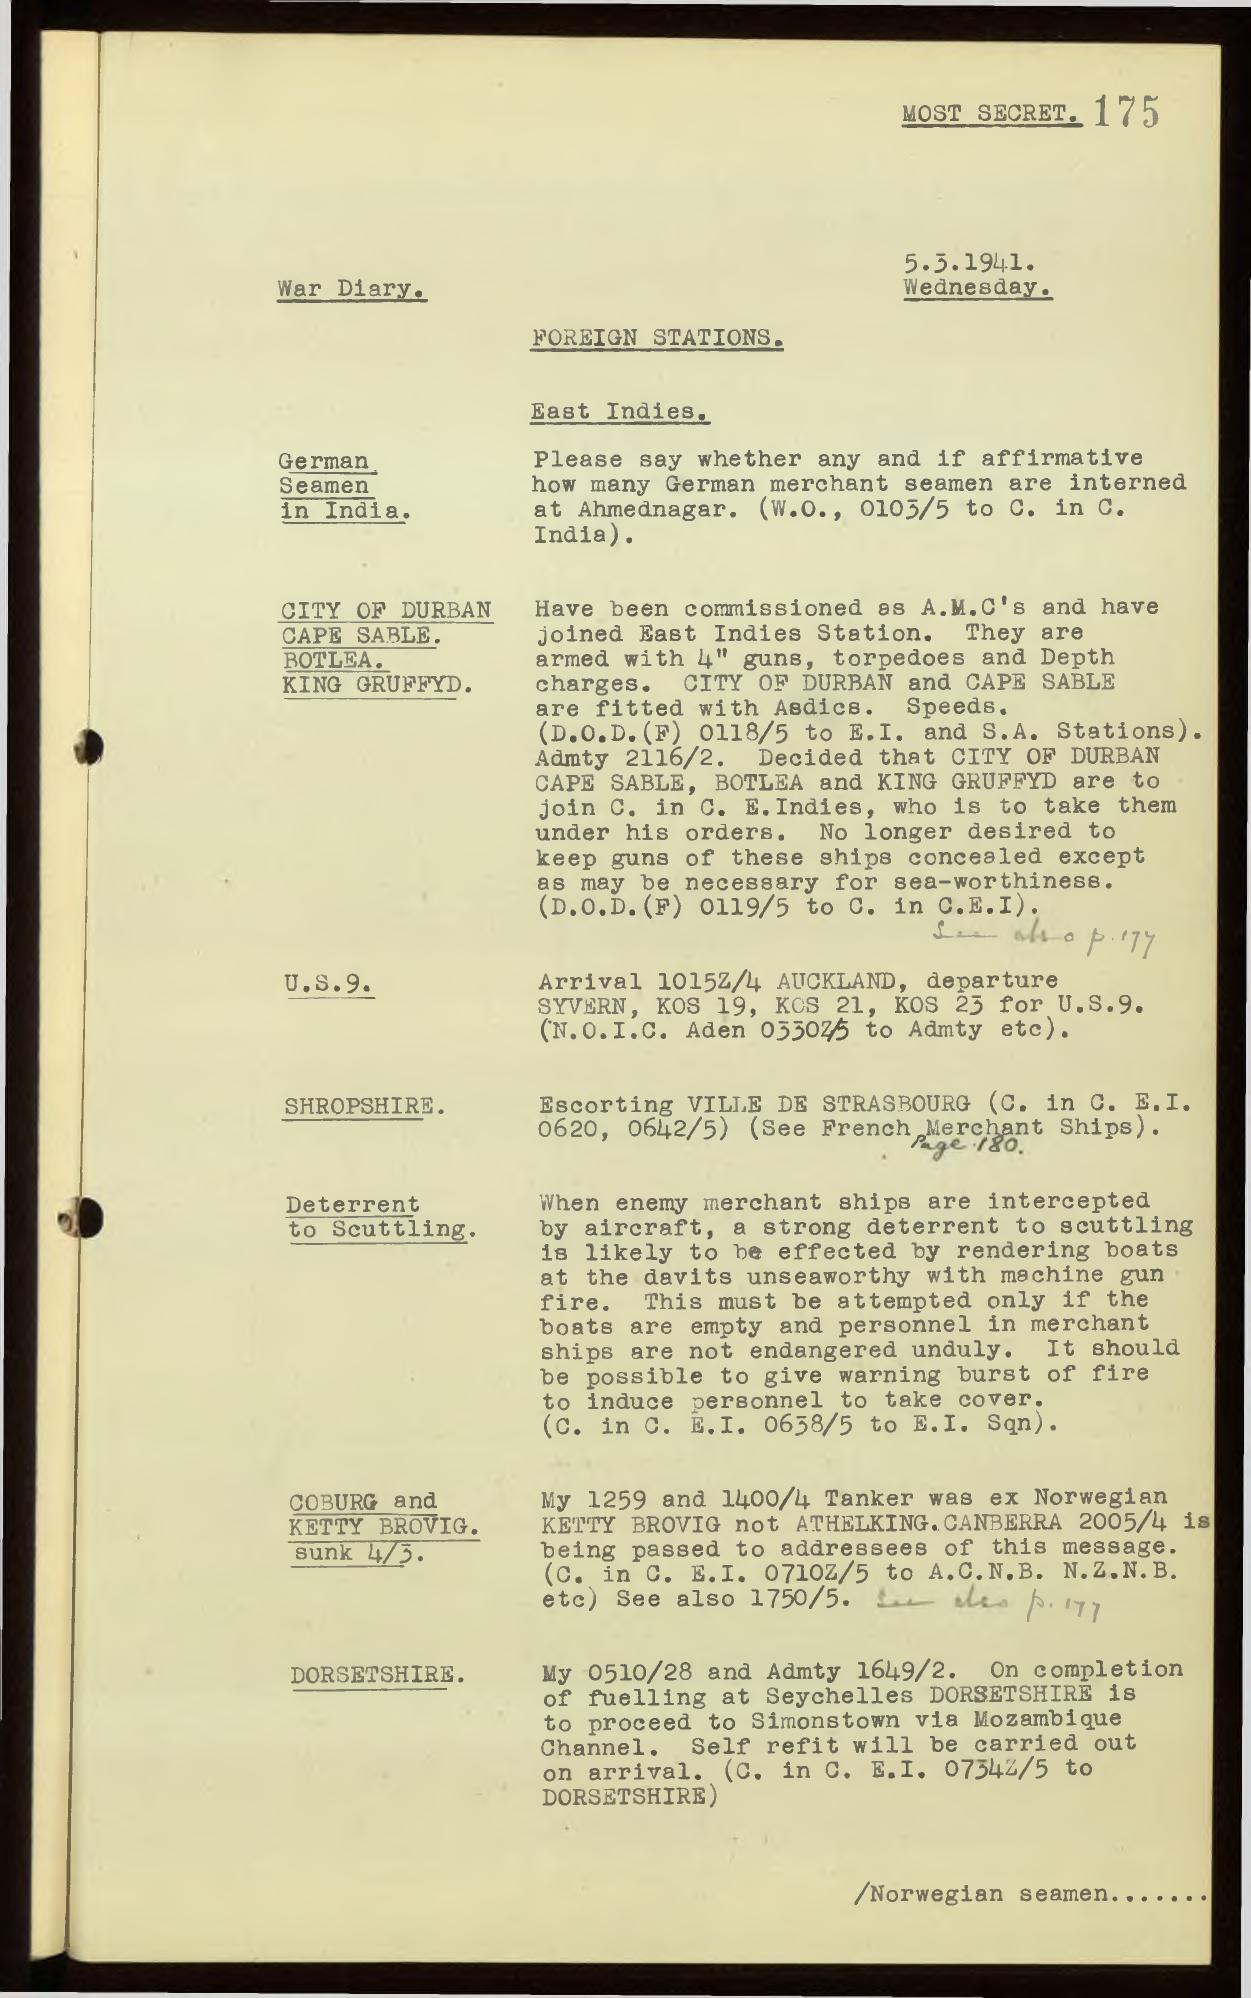 MOST SECRET. 175
5.3.1941.
War Diary.
Wednesday.
FOREIGN STATIONS.
East Indies.
German
Seamen
in India.
Please say whether any and if affirmative
how many German merchant seamen are interned
at Ahmednagar. (W.O., 0103/5 to C. in C.
India).
CITY OF DURBAN
CAPE SABLE.
BOTLEA.
KING GRUFFYD.
Have been commissioned as A.M.C's and have
joined East Indies Station. They are
armed with 4" guns, torpedoes and Depth
charges. CITY OF DURBAN and CAPE SABLE
are fitted with Asdics. Speeds.
(D.O.D.(F) 0118/5 to E.I. and S.A. Stations).
Admty 2116/2. Decided that CITY OF DURBAN
CAPE SABLE, BOTLEA and KING GRUFFYD are to
join C. in C. E.Indies, who is to take them
under his orders. No longer desired to
keep guns of these ships concealed except
as may be necessary for sea-worthiness.
(D.O.D.(F) 0119/5 to C. in C.E.I).
See also p. 177
U.S.9.
Arrival 1015Z/4 AUCKLAND, departure
SYVERN, KOS 19, KOS 21, KOS 23 for U.S.9.
(N.O.I.C. Aden 0330Z/5 to Admty etc).
SHROPSHIRE.
Escorting VILLE DE STRASBOURG (C. in C. E.I.
0620, 0642/5) (See French Merchant Ships).
Page 180.
Deterrent
to Scuttling.
When enemy merchant ships are intercepted
by aircraft, a strong deterrent to scuttling
is likely to be effected by rendering boats
at the davits unseaworthy with machine gun
fire. This must be attempted only if the
boats are empty and personnel in merchant
ships are not endangered unduly. It should
be possible to give warning burst of fire
to induce personnel to take cover.
(C. in C. E.I. 0638/5 to E.I. Sqn).
COBURG and
KETTY BROVIG.
sunk 4/3.
My 1259 and 1400/4 Tanker was ex Norwegian
KETTY BROVIG not ATHELKING.CANBERRA 2005/4 is
being passed to addressees of this message.
(C. in C. E.I. 0710Z/5 to A.C.N.B. N.Z.N.B.
etc) See also 1750/5. See also p. 177
DORSETSHIRE.
My 0510/28 and Admty 1649/2. On completion
of fuelling at Seychelles DORSETSHIRE is
to proceed to Simonstown via Mozambique
Channel. Self refit will be carried out
on arrival. (C. in C. E.I. 0734Z/5 to
DORSETSHIRE)
/Norwegian seamen.......